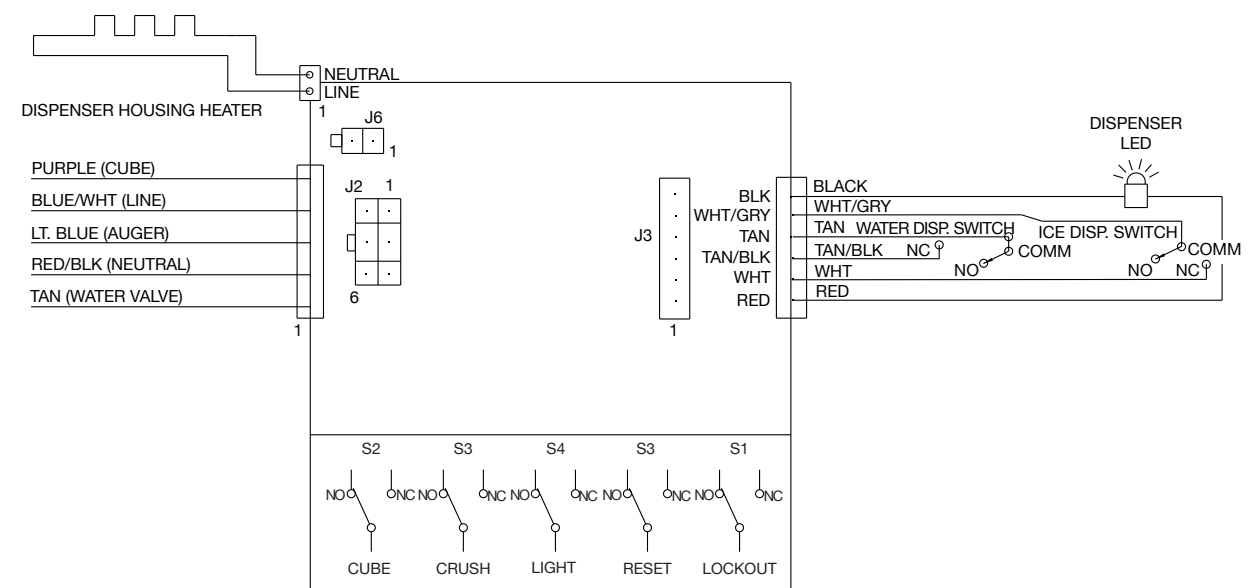 NEUTRAL
LINE
1
DISPENSER HOUSING HEATER
J6
1
PURPLE (CUBE)
BLUE/WHT (LINE)
LT. BLUE (AUGER)
RED/BLK (NEUTRAL)
TAN (WATER VALVE)
1
J2 1
6
J3
1
BLK
WHT/GRY
TAN
TAN/BLK
WHT
RED
DISPENSER
LED
BLACK
WHT/GRY
TAN WATER DISP. SWITCH
ICE DISP. SWITCH
TAN/BLK NC
COMM
COMM
NO
NO NC
WHT
RED
S2 S3 S4 S3 S1
NO NC NO NC NO NC NO NC NO NC
CUBE CRUSH LIGHT RESET LOCKOUT